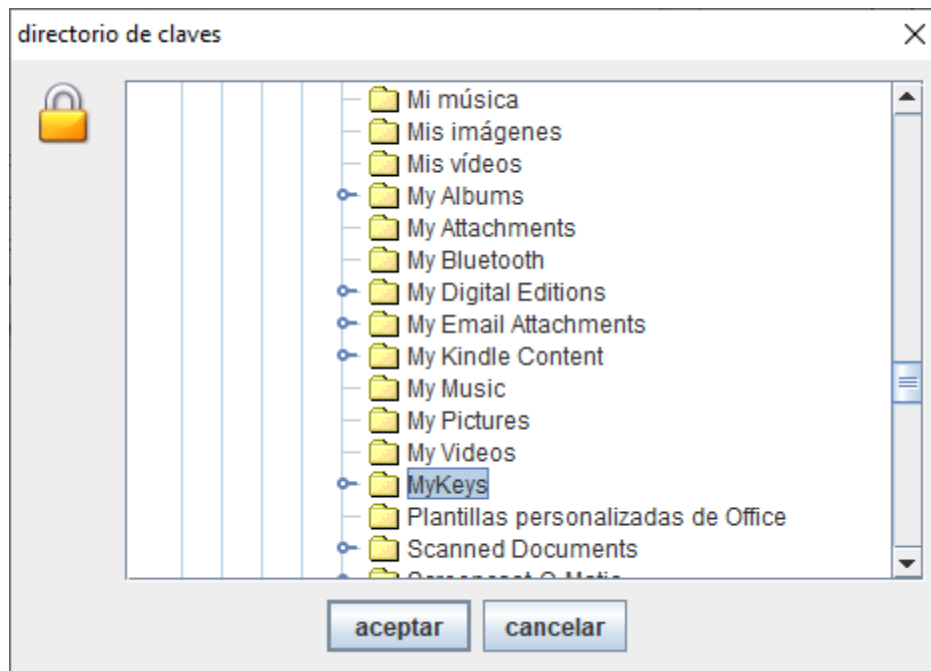 directorio de claves
Mi música
Mis imágenes
Mis vídeos
My Albums
My Attachments
My Bluetooth
My Digital Editions
My Email Attachments
My Kindle Content
My Music
My Pictures
My Videos
MyKeys
Plantillas personalizadas de Office
Scanned Documents
aceptar
cancelar